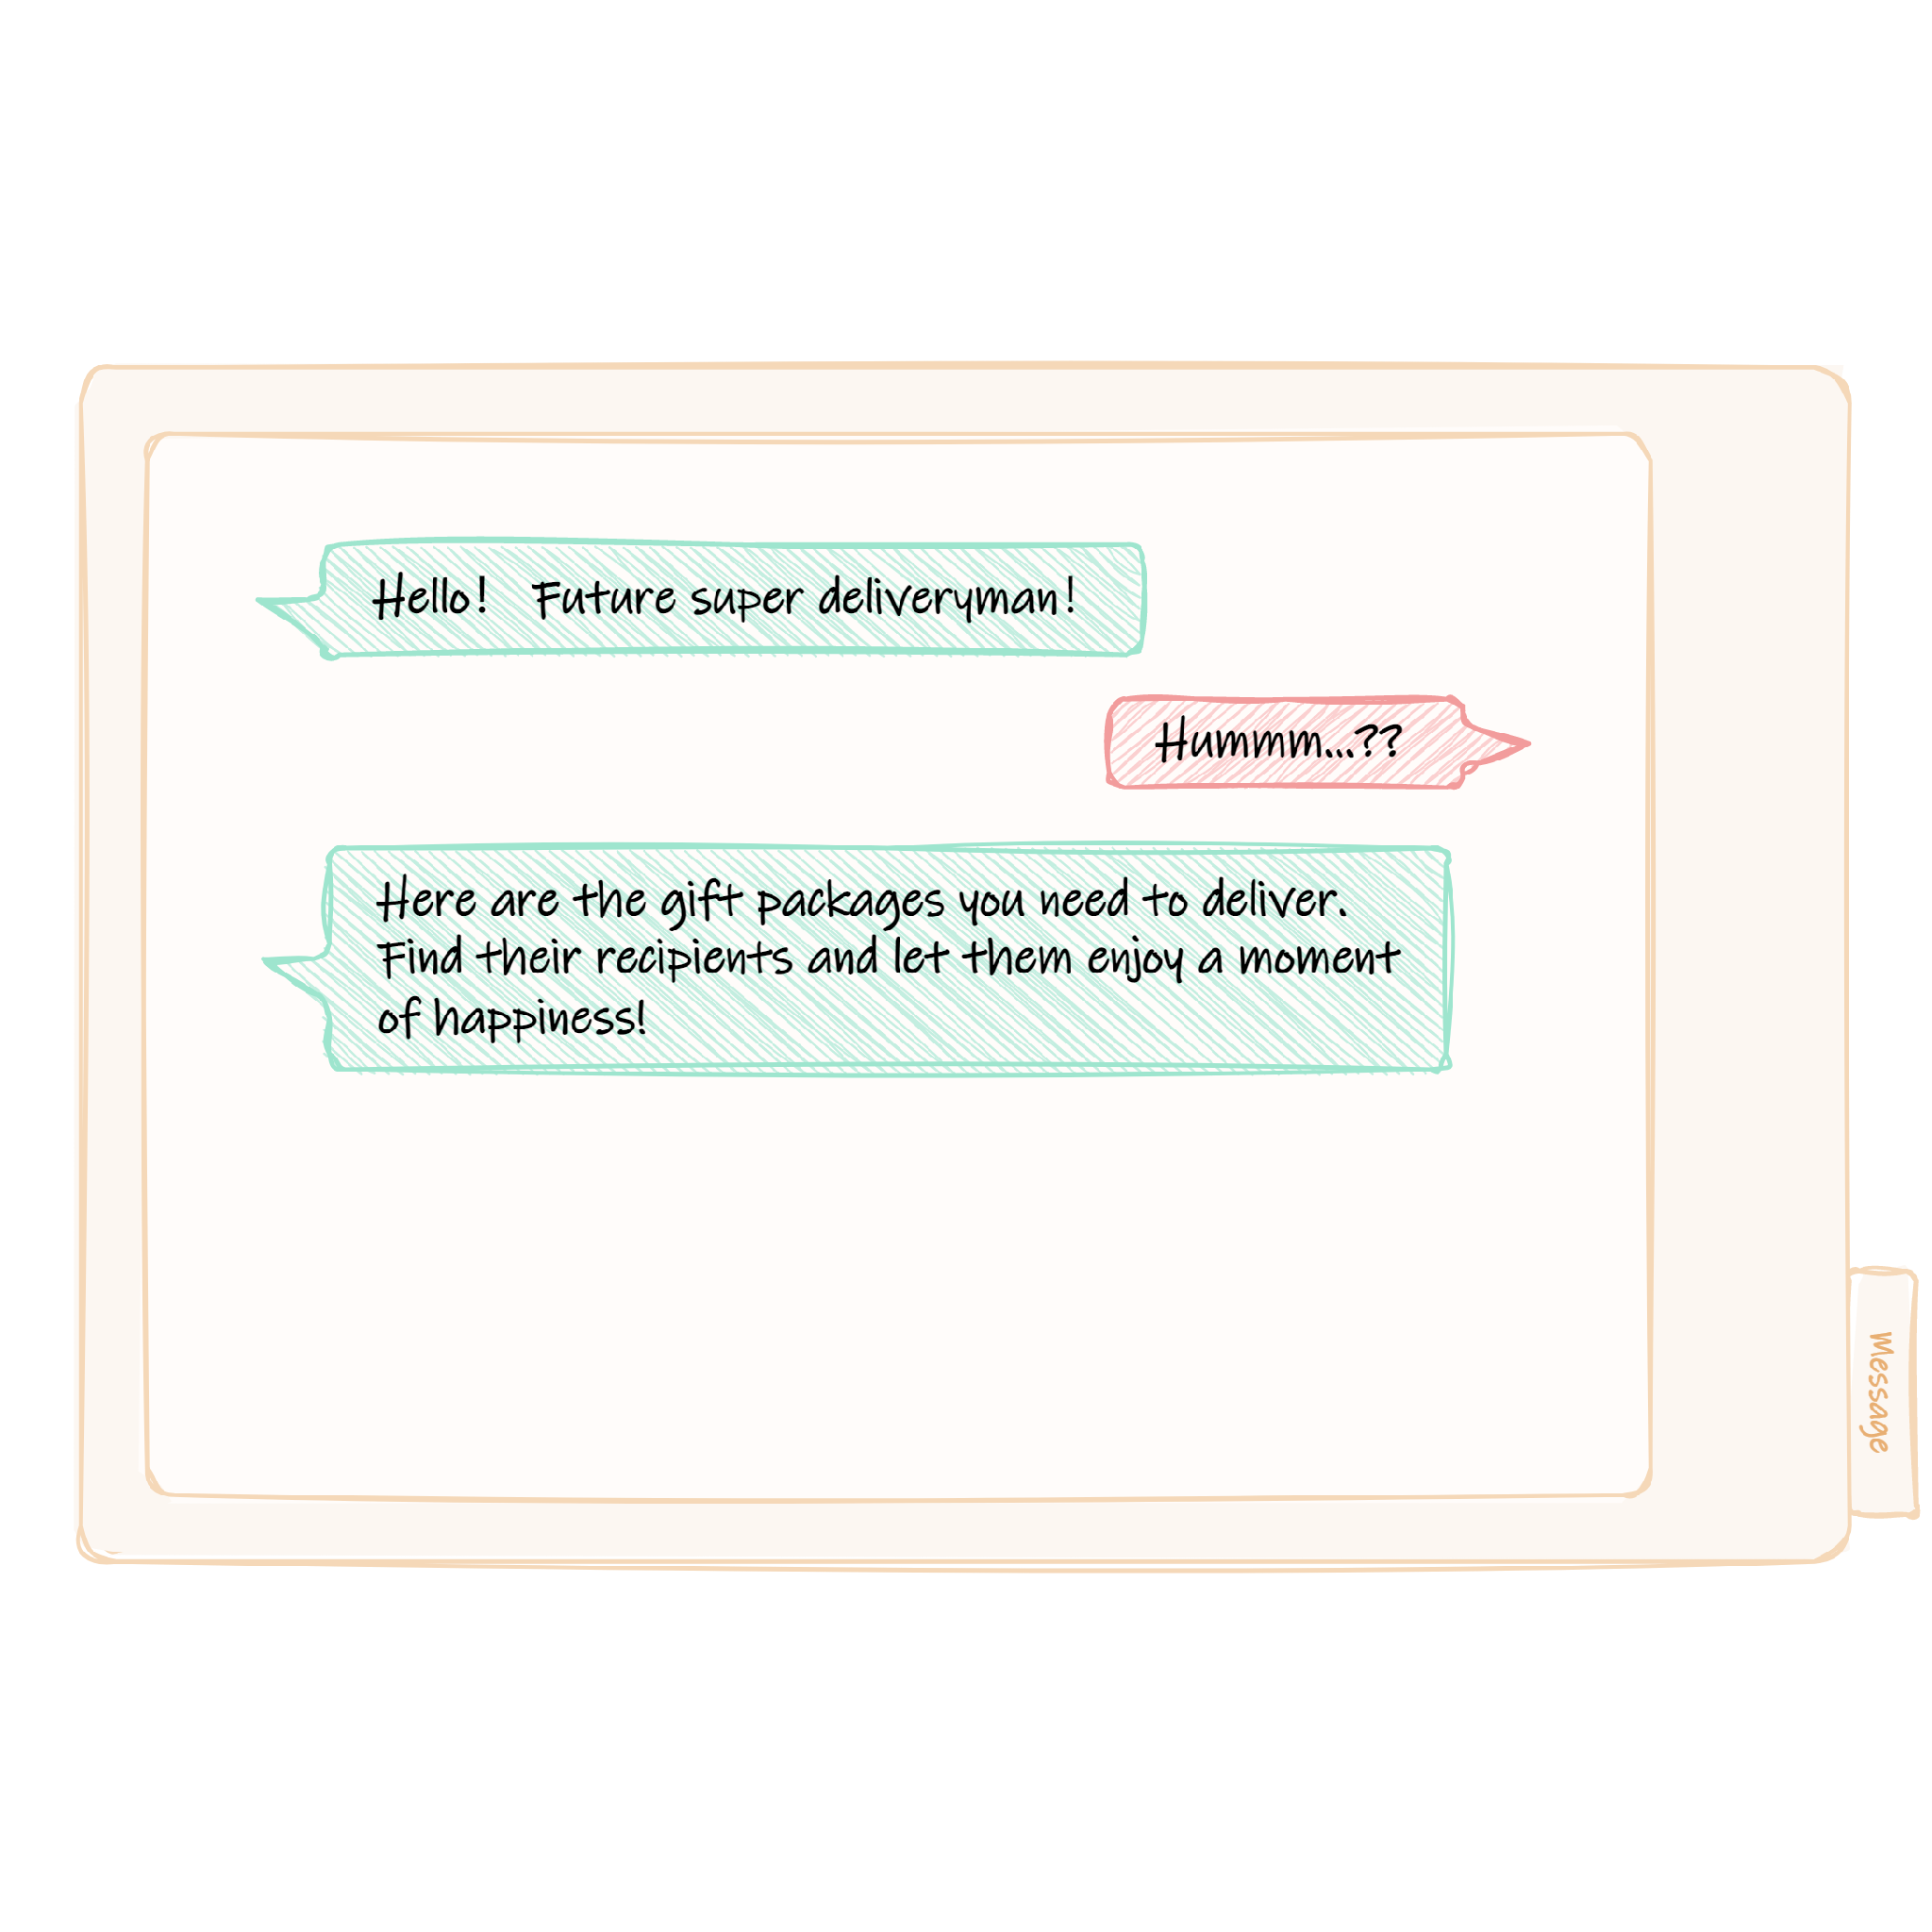 Hello! Future super deliveryman!
Hummm...??
Here are the gift packages you need to deliver.
Find their recipients and let them enjoy a moment
of happiness!
Message